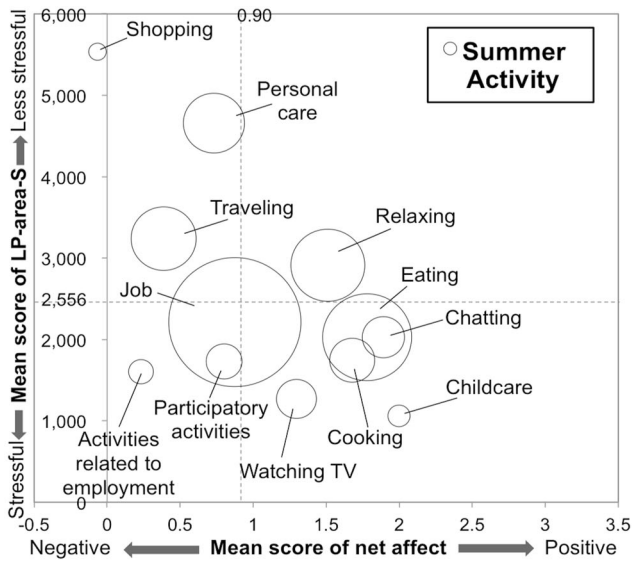 6,000
0.90
Shopping
Summer
Activity
Less stressful
5,000
Personal
care
4,000
Traveling
Relaxing
3,000
Eating
Job
2,556
Chatting
Mean score of LP-area-S
2,000
Childcare
Participatory
activities
1,000
Cooking
Activities
related to
employment
Watching TV
Stressful
0
-0.5
0
0.5
1
1.5
2
2.5
3
3.5
Negative
Mean score of net affect
Positive